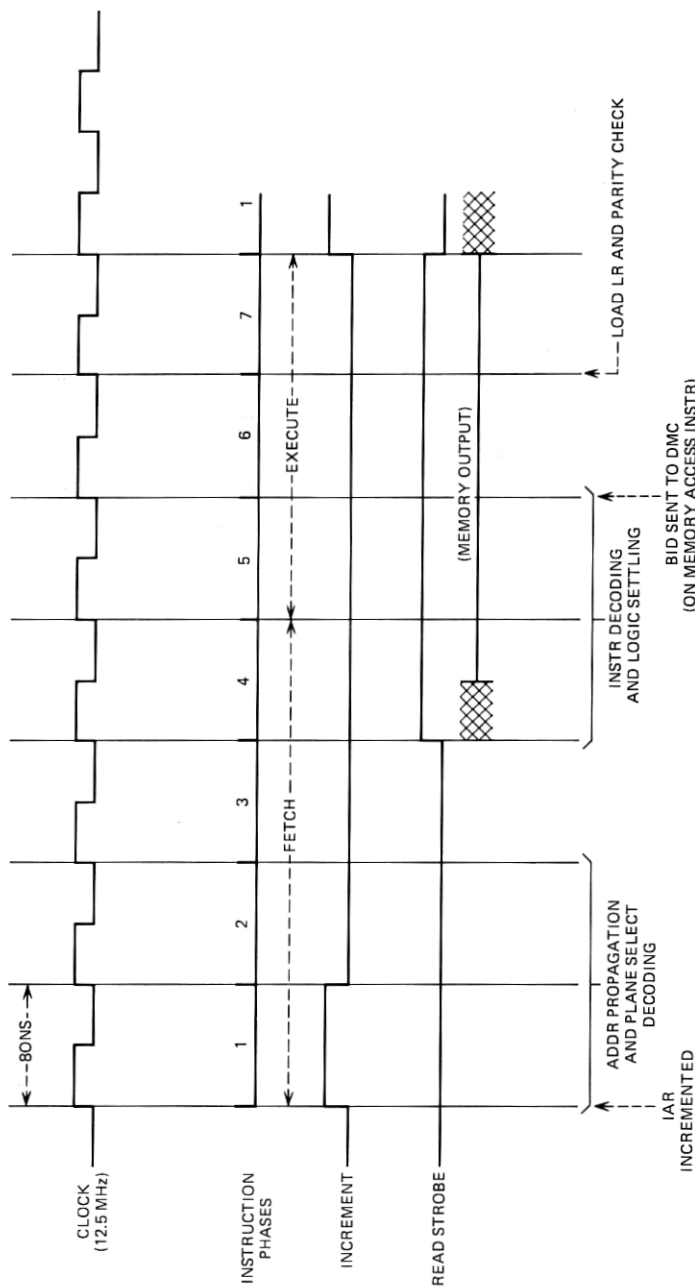 80NS
CLOCK
(12.5 MHz)
INSTRUCTION
PHASES
1
2
3
4
5
6
7
1
FETCH
EXECUTE
INCREMENT
READ STROBE
(MEMORY OUTPUT)
ADDR PROPAGATION
AND PLANE SELECT
DECODING
INSTR DECODING
AND LOGIC SETTLING
LOAD LR AND PARITY CHECK
IAR
INCREMENTED
BID SENT TO DMC
(ON MEMORY ACCESS INSTR)